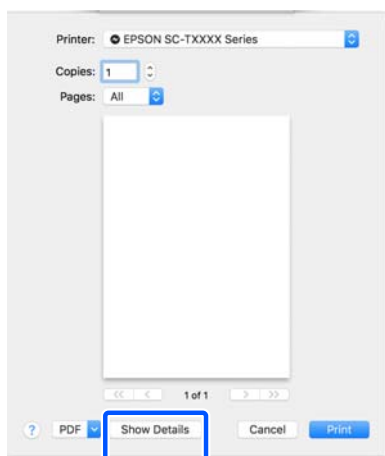 Printer: EPSON SC-TXXXX Series
Copies: 1
Pages: All
<< < 1 of 1 > >>
? PDF Show Details Cancel Print